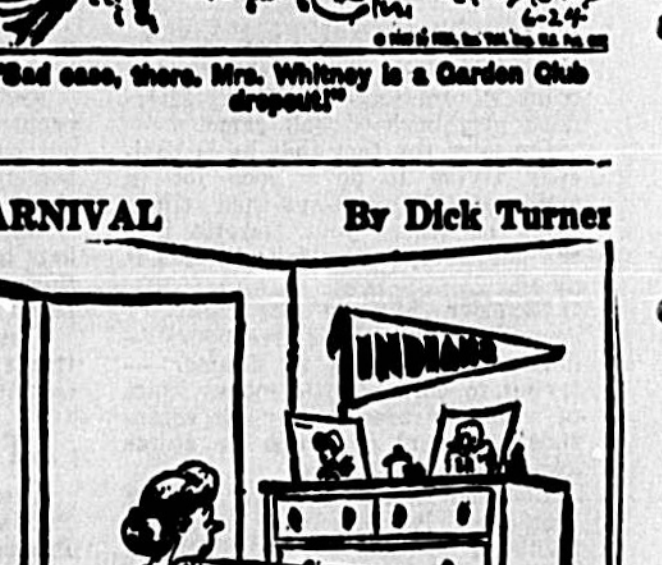 6-24
"Sad case, there. Mrs. Whitney is a Garden Club
dropout!"
ARNIVAL
By Dick Turner
INDIANS